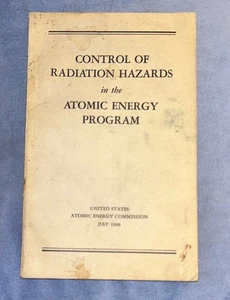 CONTROL OF
RADIATION HAZARDS
in the
ATOMIC ENERGY
PROGRAM
UNITED STATES
ATOMIC ENERGY COMMISSION
JULY 1950